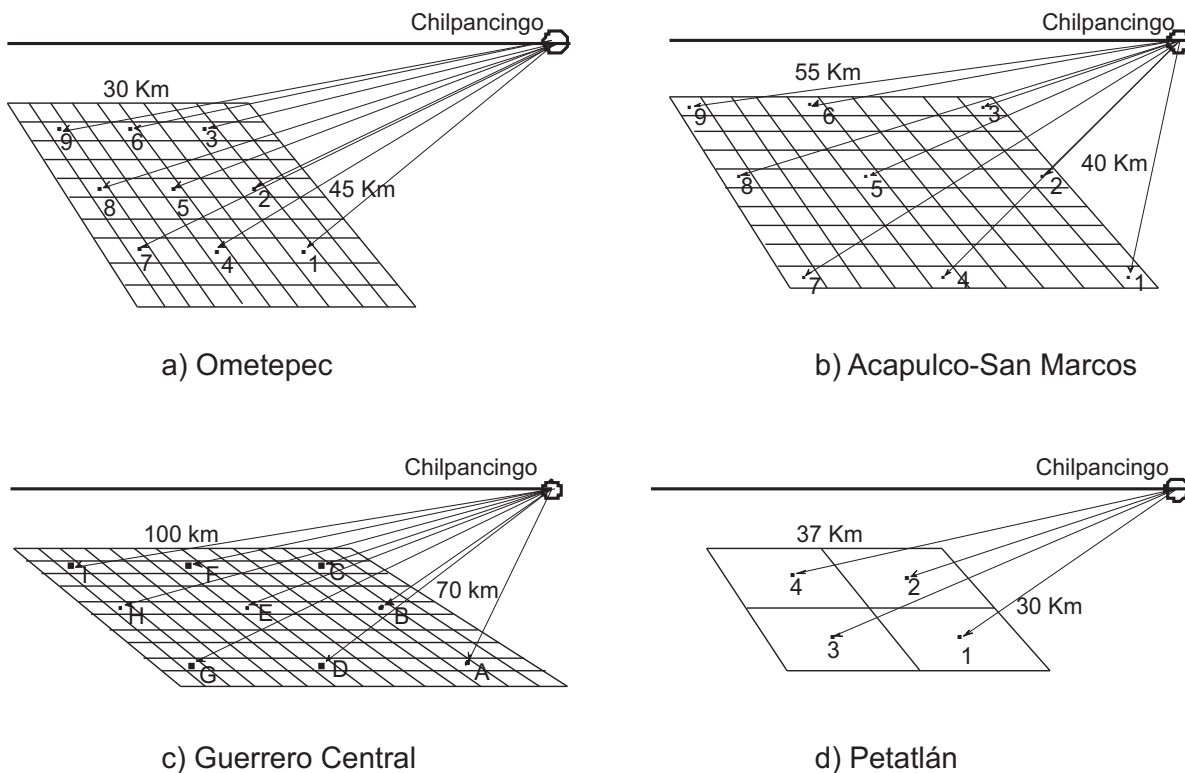 Chilpancingo
30 Km
9 6 3
45 Km
8 5 2
7 4 1
a) Ometepec
Chilpancingo
55 Km
9 6 3
40 Km
8 5 2
7 4 1
b) Acapulco-San Marcos
Chilpancingo
100 km
I F C
70 km
H E B
G D A
c) Guerrero Central
Chilpancingo
37 Km
4 2
30 Km
3 1
d) Petatlán